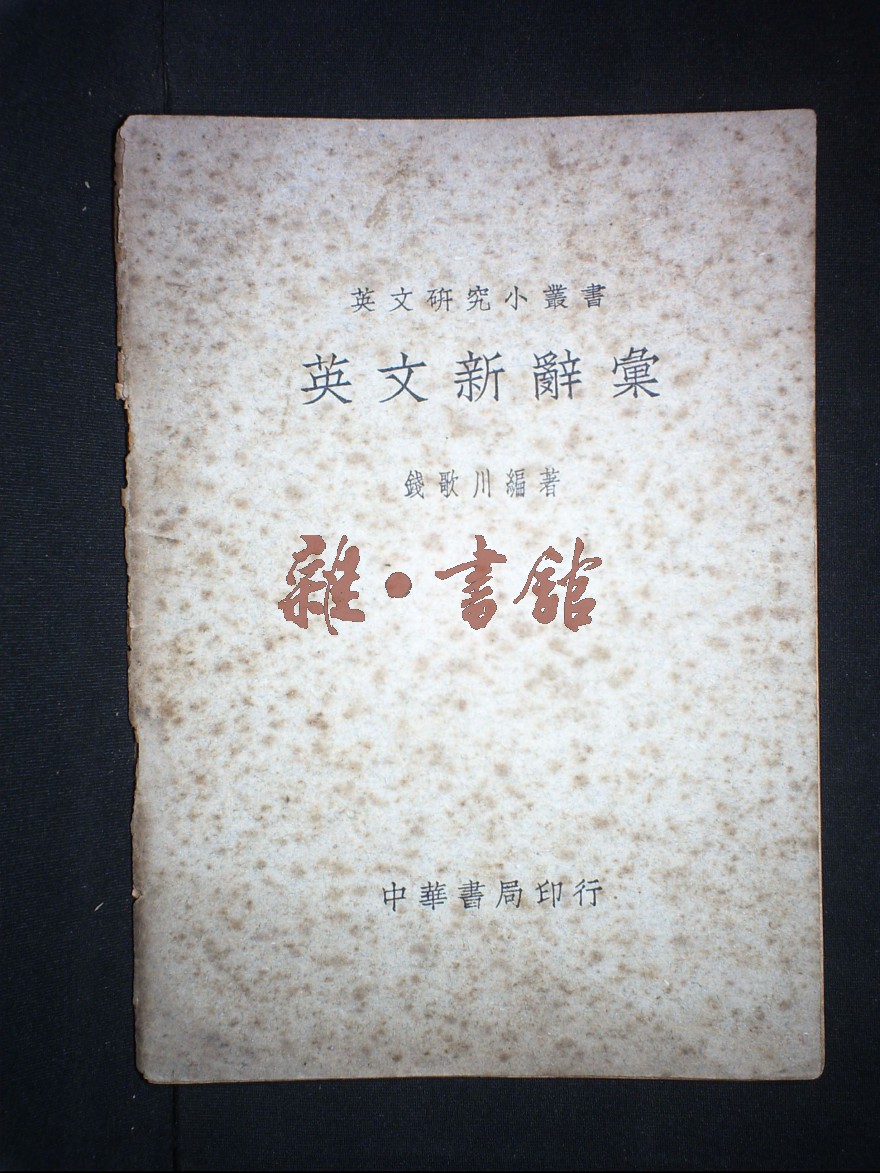 英文研究小叢書
英文新辭彙
錢歌川編著
雜·書館
中華書局印行